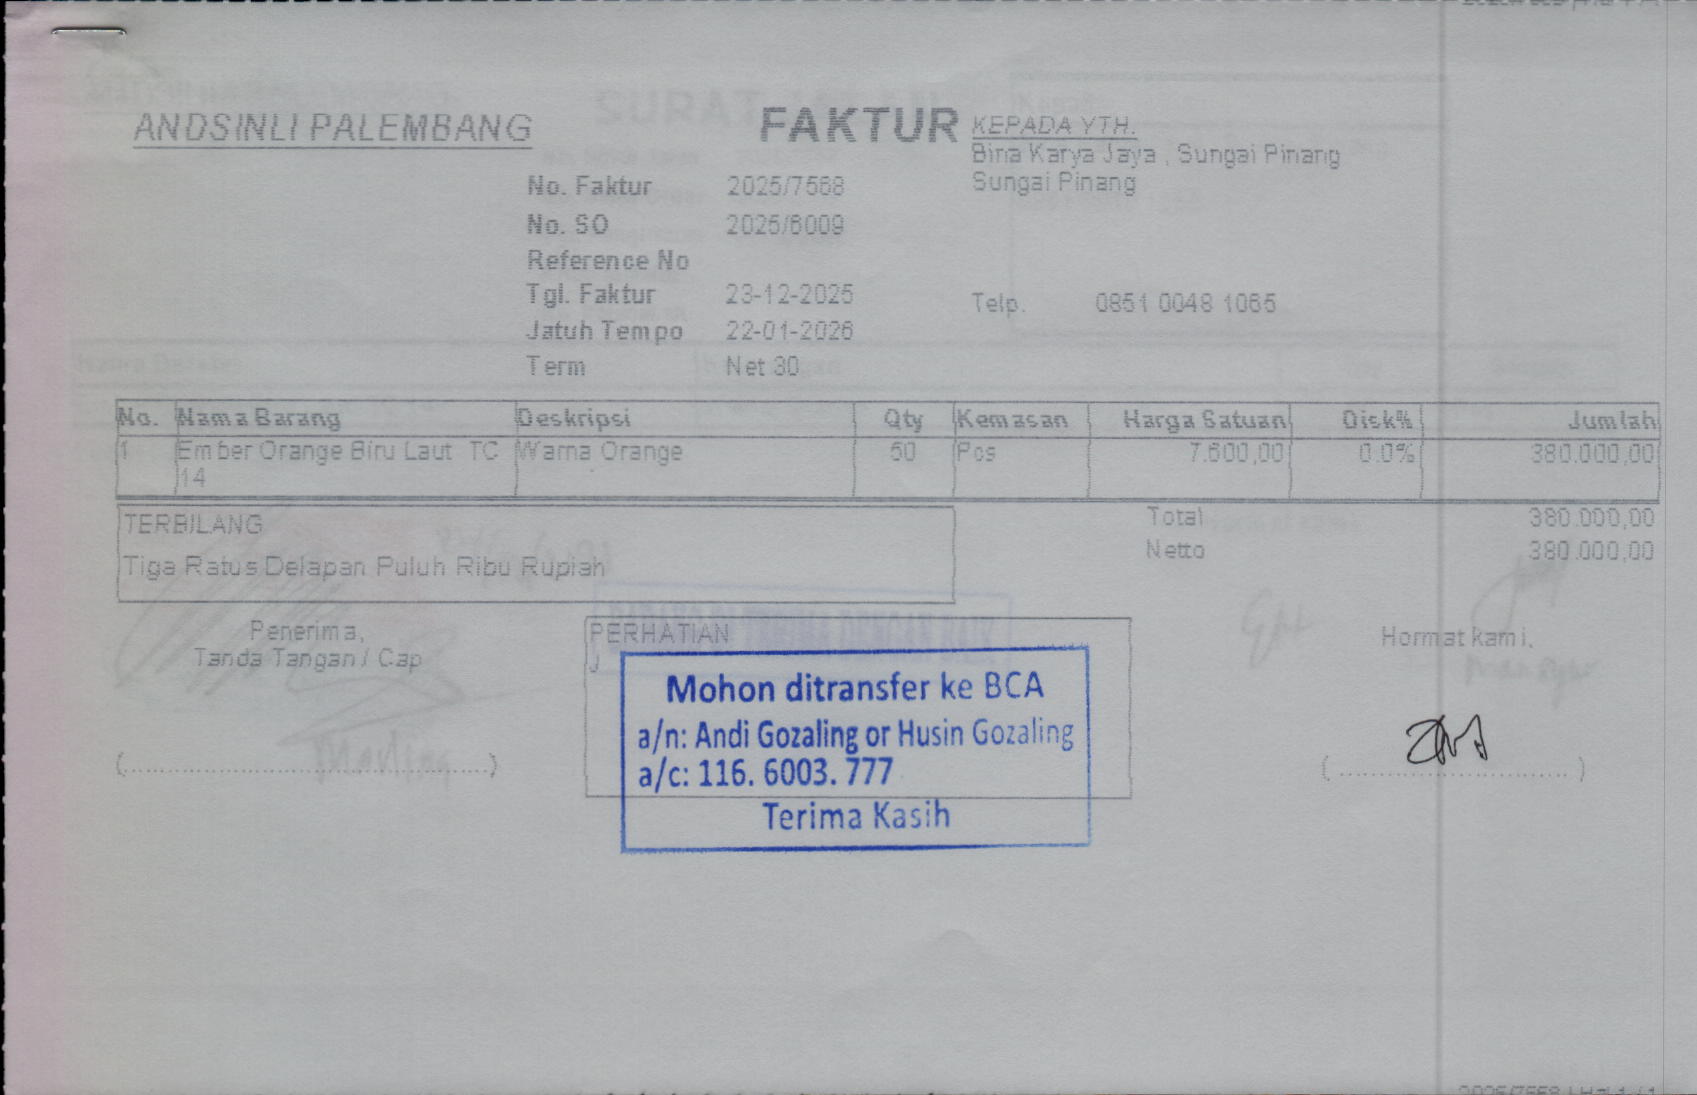 ANDSINLI PALEMBANG
FAKTUR
KEPADA YTH.
Bina Karya Jaya , Sungai Pinang
Sungai Pinang
No. Faktur 2025/7568
No. SO 2025/6009
Reference No
Tgl. Faktur 23-12-2025
Jatuh Tempo 22-01-2026
Term Net 30
Telp. 0851 0048 1065
No. Nama Barang Deskripsi Qty Kemasan Harga Satuan Disk% Jumlah
1 Ember Orange Biru Laut TC Warna Orange 50 Pcs 7.600,00 0.0% 380.000,00
14
TERBILANG
Tiga Ratus Delapan Puluh Ribu Rupiah
Total 380.000,00
Netto 380.000,00
Penerima,
Tanda Tangan / Cap
PERHATIAN
J
Mohon ditransfer ke BCA
a/n: Andi Gozaling or Husin Gozaling
a/c: 116. 6003. 777
Terima Kasih
Hormat kami,